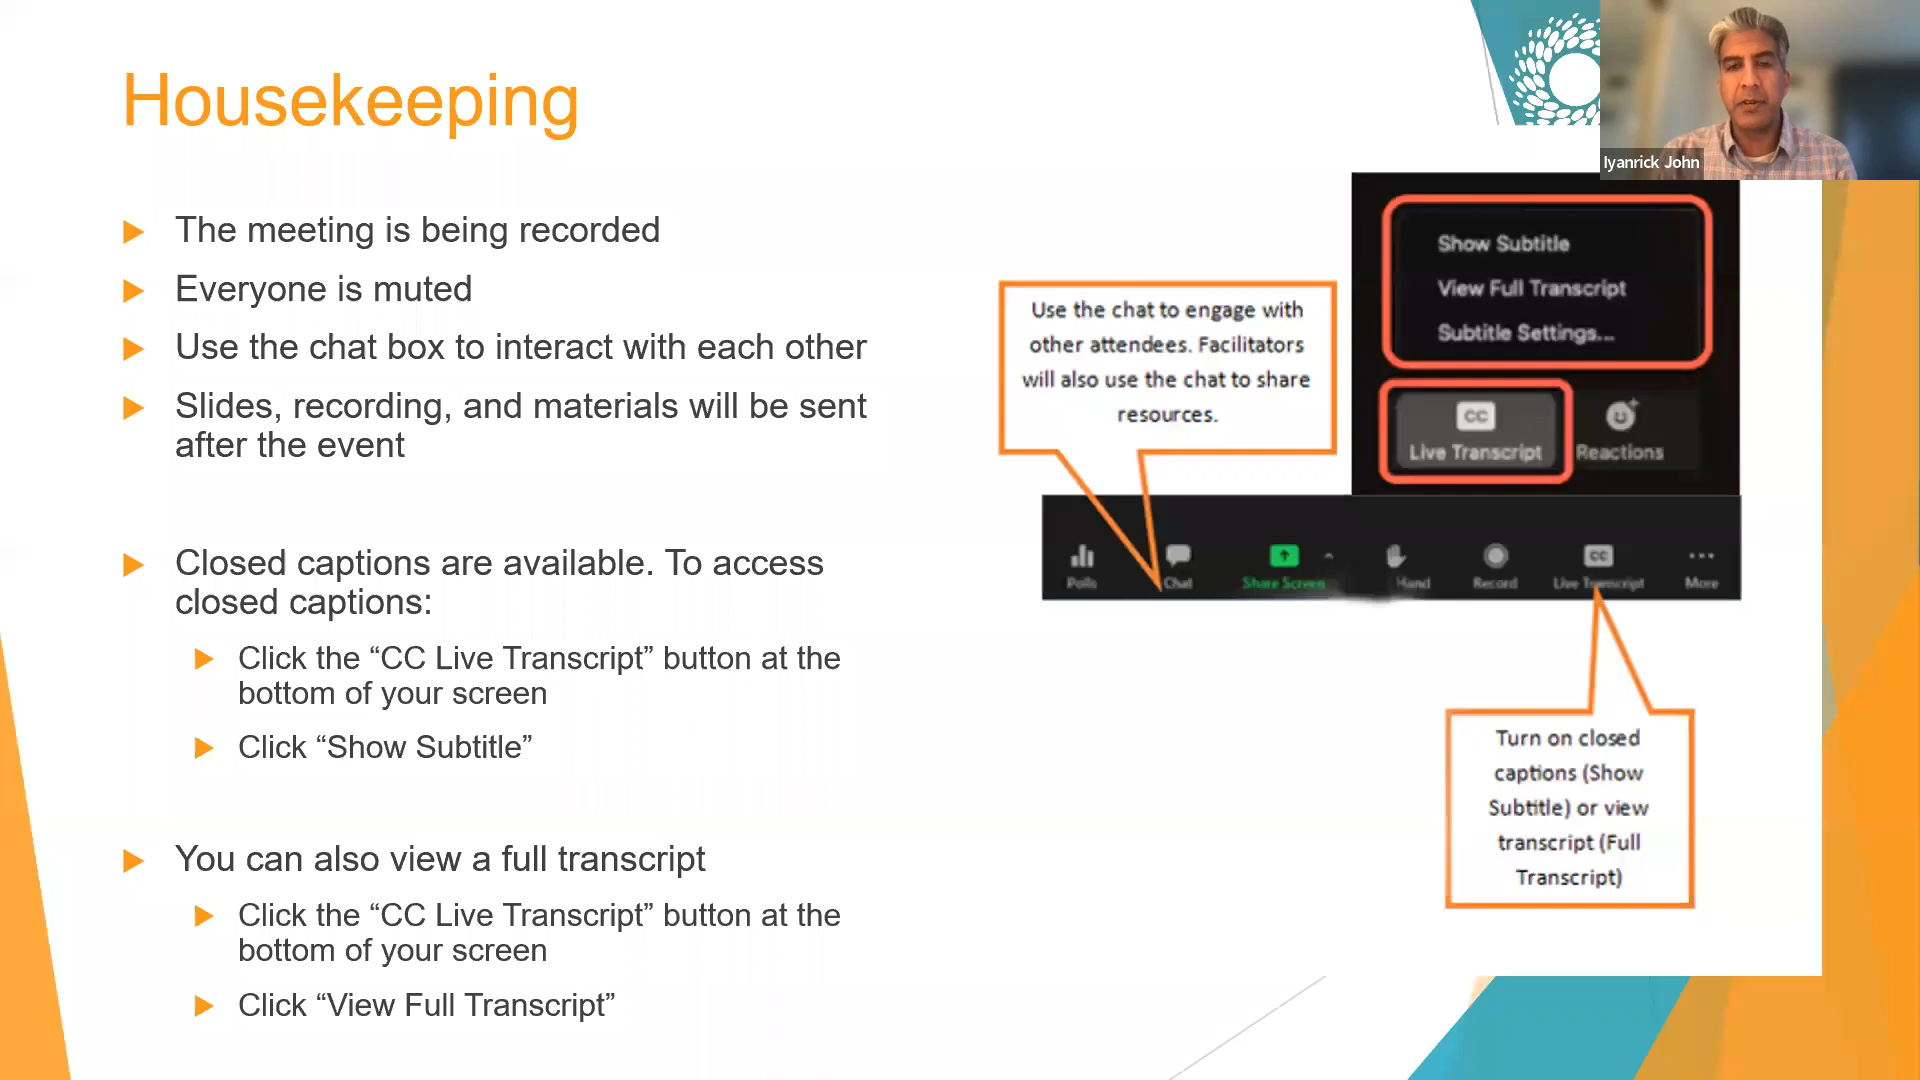 Housekeeping
The meeting is being recorded
Everyone is muted
Use the chat box to interact with each other
Slides, recording, and materials will be sent
after the event
Closed captions are available. To access
closed captions:
Click the “CC Live Transcript” button at the
bottom of your screen
Click “Show Subtitle”
You can also view a full transcript
Click the “CC Live Transcript” button at the
bottom of your screen
Click “View Full Transcript”
Iyanrick John
Show Subtitle
View Full Transcript
Subtitle Settings...
CC
Live Transcript
Reactions
Use the chat to engage with
other attendees. Facilitators
will also use the chat to share
resources.
Polls
Chat
Share Screen
Hand
Record
CC
Live Transcript
More
Turn on closed
captions (Show
Subtitle) or view
transcript (Full
Transcript)